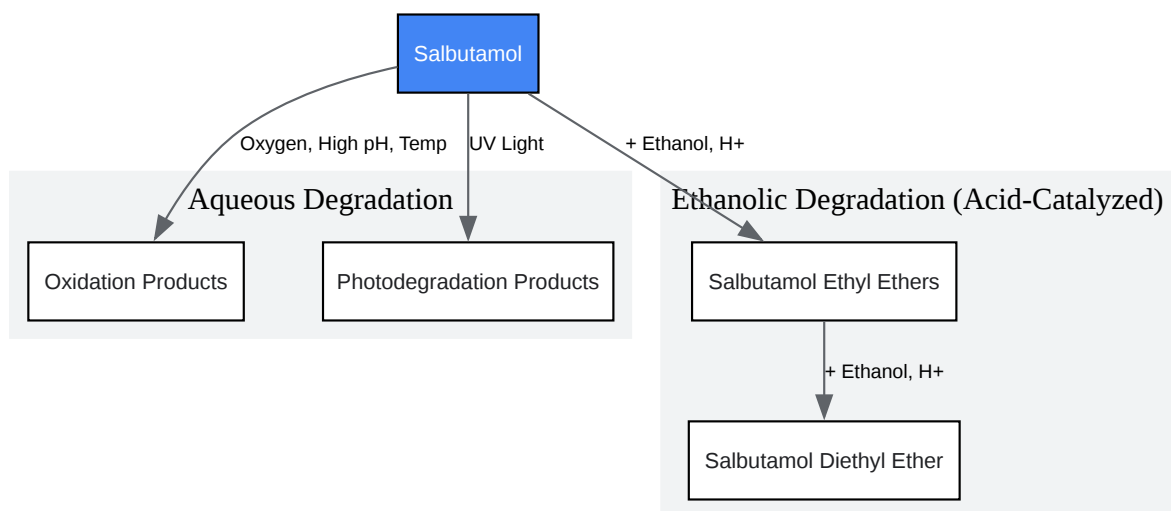 Salbutamol
Oxygen, High pH, Temp
UV Light
+ Ethanol, H+
Aqueous Degradation
Ethanolic Degradation (Acid-Catalyzed)
Oxidation Products
Photodegradation Products
Salbutamol Ethyl Ethers
+ Ethanol, H+
Salbutamol Diethyl Ether